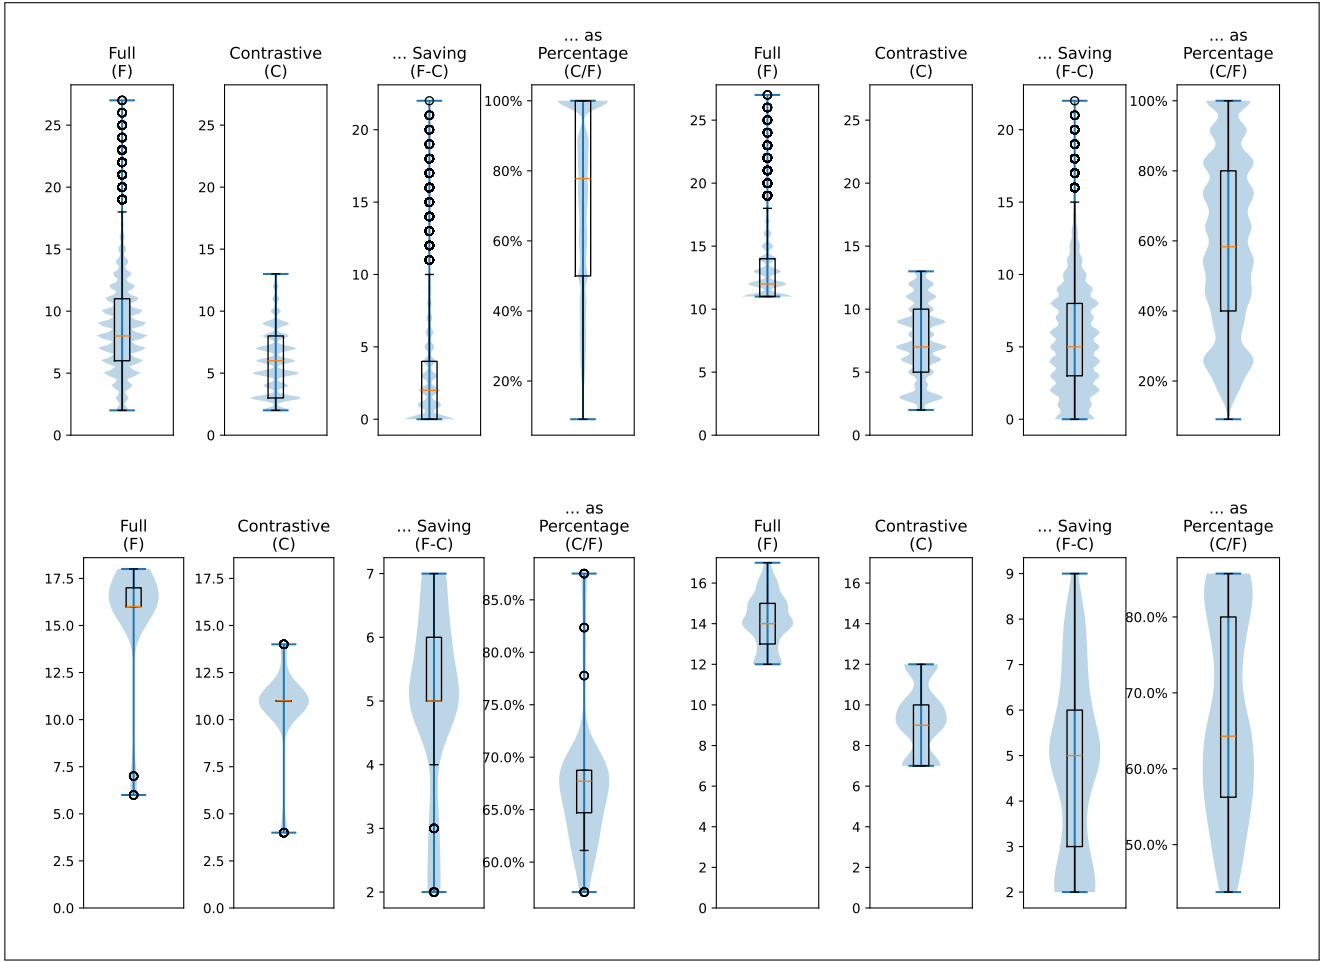 Full
(F)
Contrastive
(C)
... Saving
(F-C)
... as
Percentage
(C/F)
Full
(F)
Contrastive
(C)
... Saving
(F-C)
... as
Percentage
(C/F)
25
20
15
10
5
0
25
20
15
10
5
0
20
15
10
5
0
100%
80%
60%
40%
20%
25
20
15
10
5
0
25
20
15
10
5
0
20
15
10
5
0
100%
80%
60%
40%
20%
Full
(F)
Contrastive
(C)
... Saving
(F-C)
... as
Percentage
(C/F)
Full
(F)
Contrastive
(C)
... Saving
(F-C)
... as
Percentage
(C/F)
17.5
15.0
12.5
10.0
7.5
5.0
2.5
0.0
17.5
15.0
12.5
10.0
7.5
5.0
2.5
0.0
7
6
5
4
3
2
85.0%
80.0%
75.0%
70.0%
65.0%
60.0%
16
14
12
10
8
6
4
2
0
16
14
12
10
8
6
4
2
0
9
8
7
6
5
4
3
2
80.0%
70.0%
60.0%
50.0%